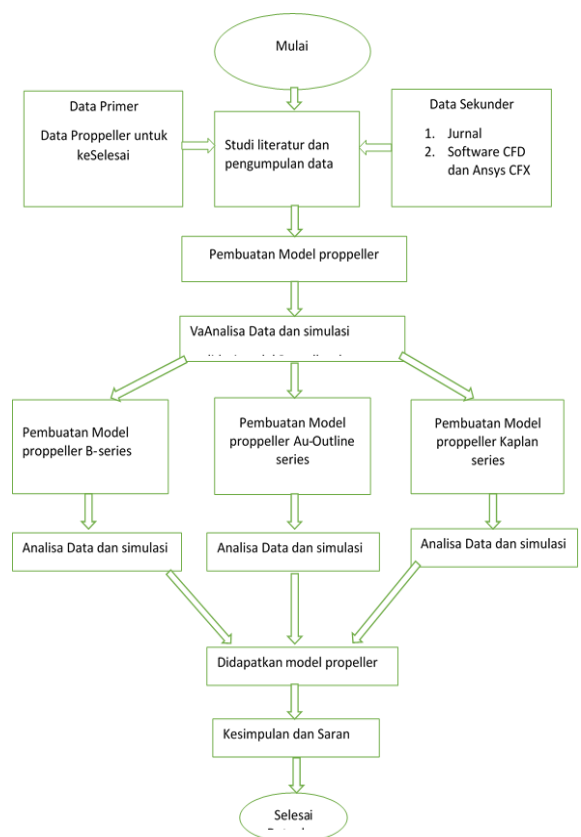 Mulai
Data Primer
Data Proppeller untuk
keSelesai
Studi literatur dan
pengumpulan data
Data Sekunder
1. Jurnal
2. Software CFD
dan Ansys CFX
Pembuatan Model proppeller
VaAnalisa Data dan simulasi
Pembuatan Model
proppeller B-series
Pembuatan Model
proppeller Au-Outline
series
Pembuatan Model
proppeller Kaplan
series
Analisa Data dan simulasi
Analisa Data dan simulasi
Analisa Data dan simulasi
Didapatkan model propeller
Kesimpulan dan Saran
Selesai